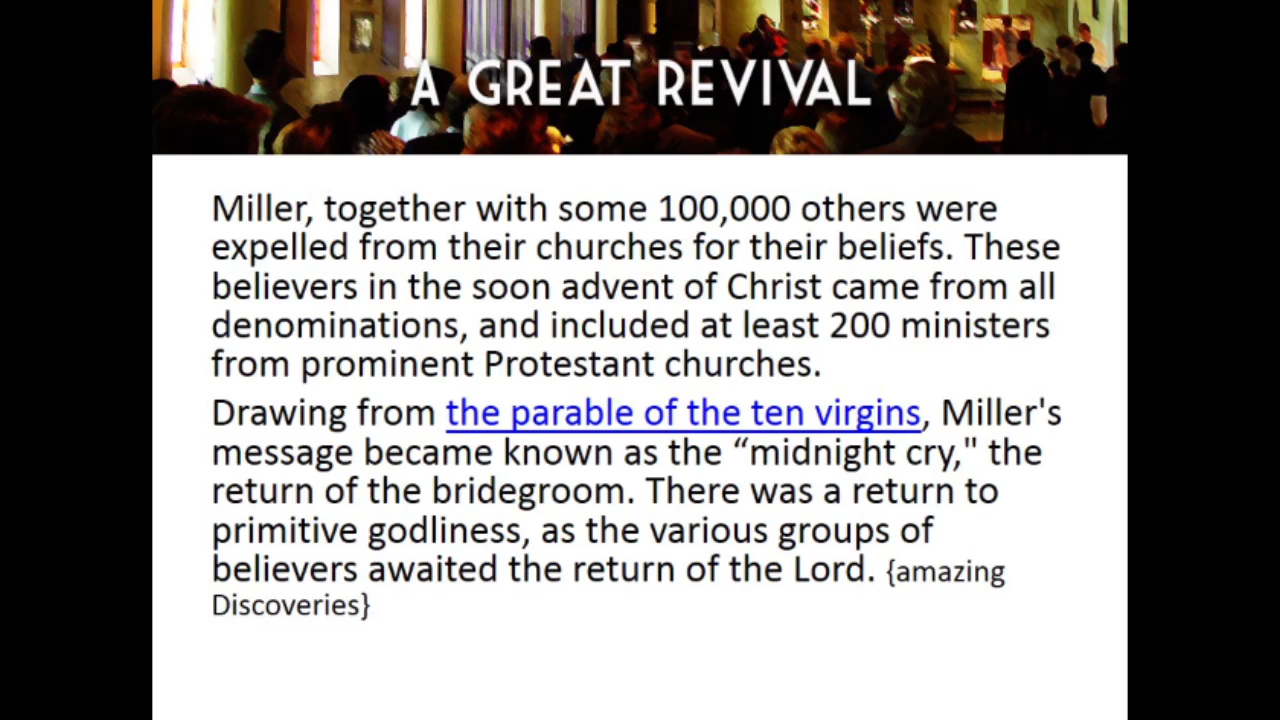 A GREAT REVIVAL
Miller, together with some 100,000 others were
expelled from their churches for their beliefs. These
believers in the soon advent of Christ came from all
denominations, and included at least 200 ministers
from prominent Protestant churches.
Drawing from the parable of the ten virgins, Miller's
message became known as the “midnight cry," the
return of the bridegroom. There was a return to
primitive godliness, as the various groups of
believers awaited the return of the Lord. {amazing
Discoveries}